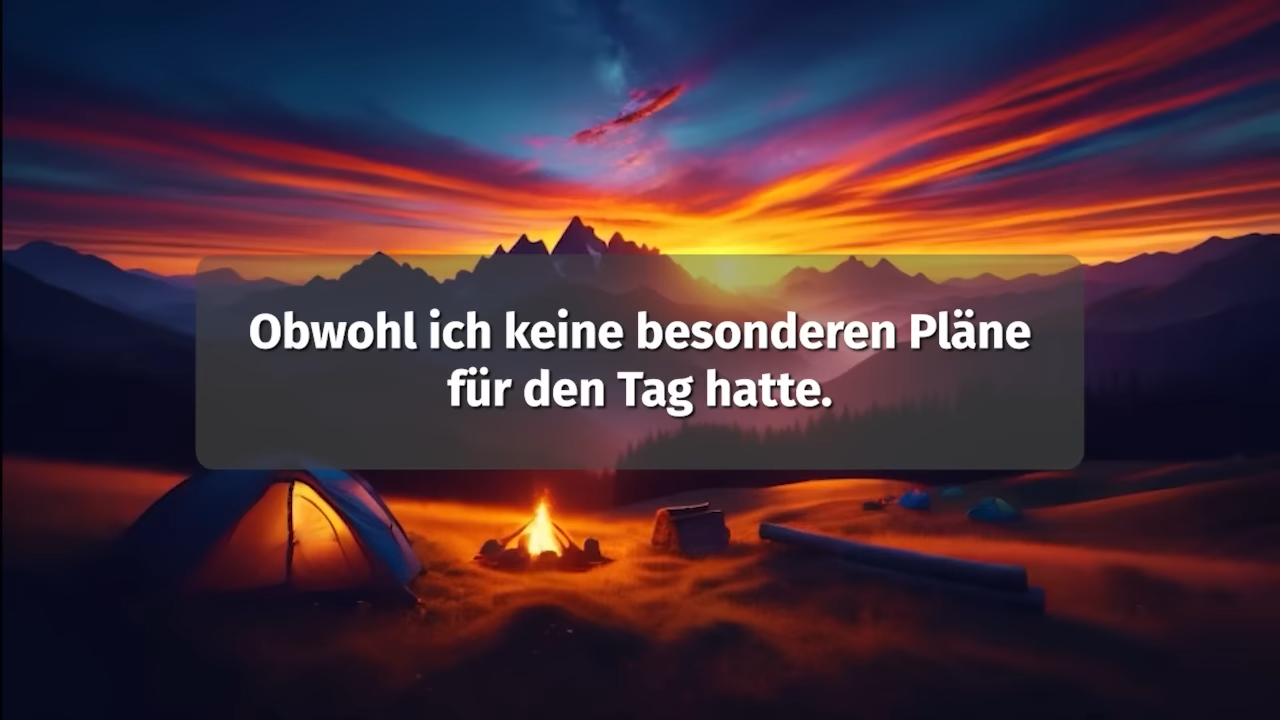 Obwohl ich keine besonderen Pläne
für den Tag hatte.